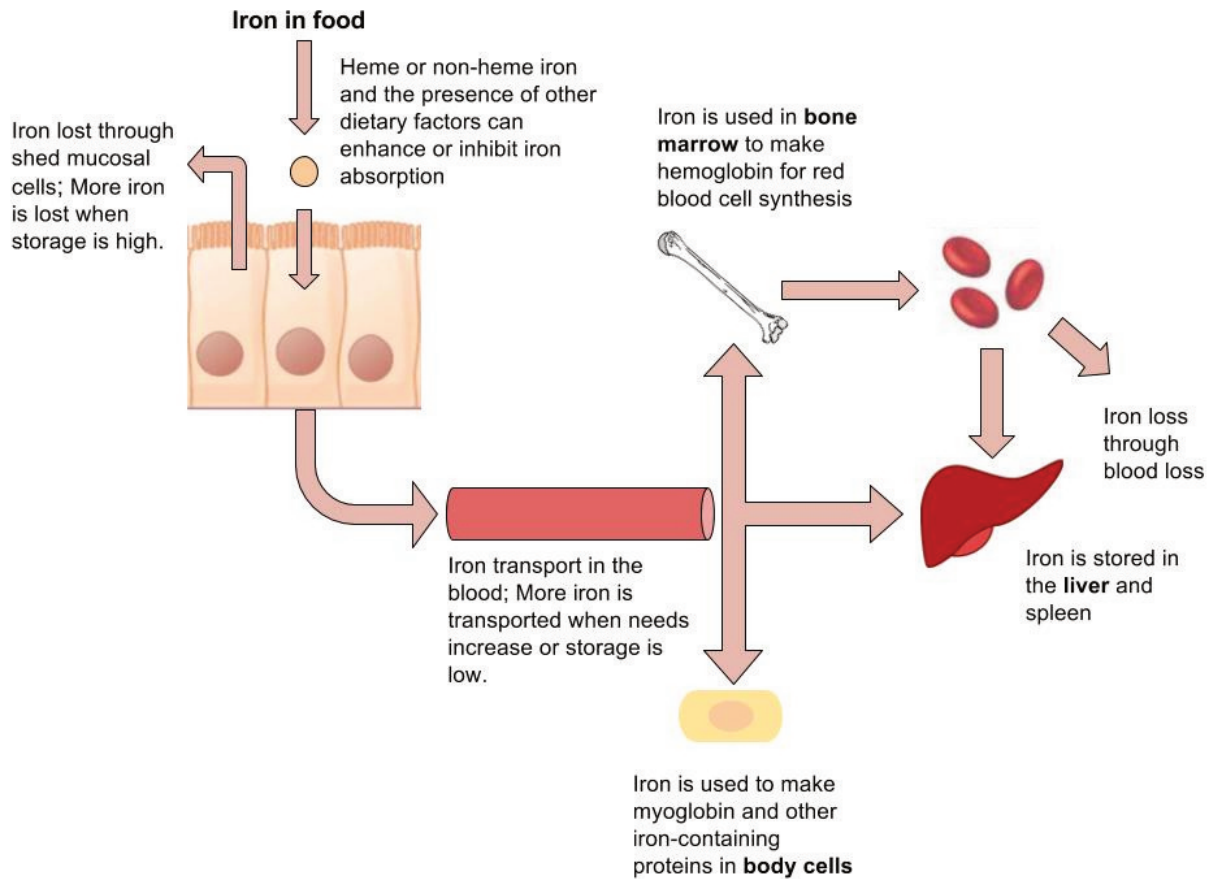 Iron in food
Heme or non-heme iron
and the presence of other
dietary factors can
enhance or inhibit iron
absorption
Iron lost through
shed mucosal
cells; More iron
is lost when
storage is high.
Iron is used in bone
marrow to make
hemoglobin for red
blood cell synthesis
Iron loss
through
blood loss
Iron transport in the
blood; More iron is
transported when needs
increase or storage is
low.
Iron is stored in
the liver and
spleen
Iron is used to make
myoglobin and other
iron-containing
proteins in body cells